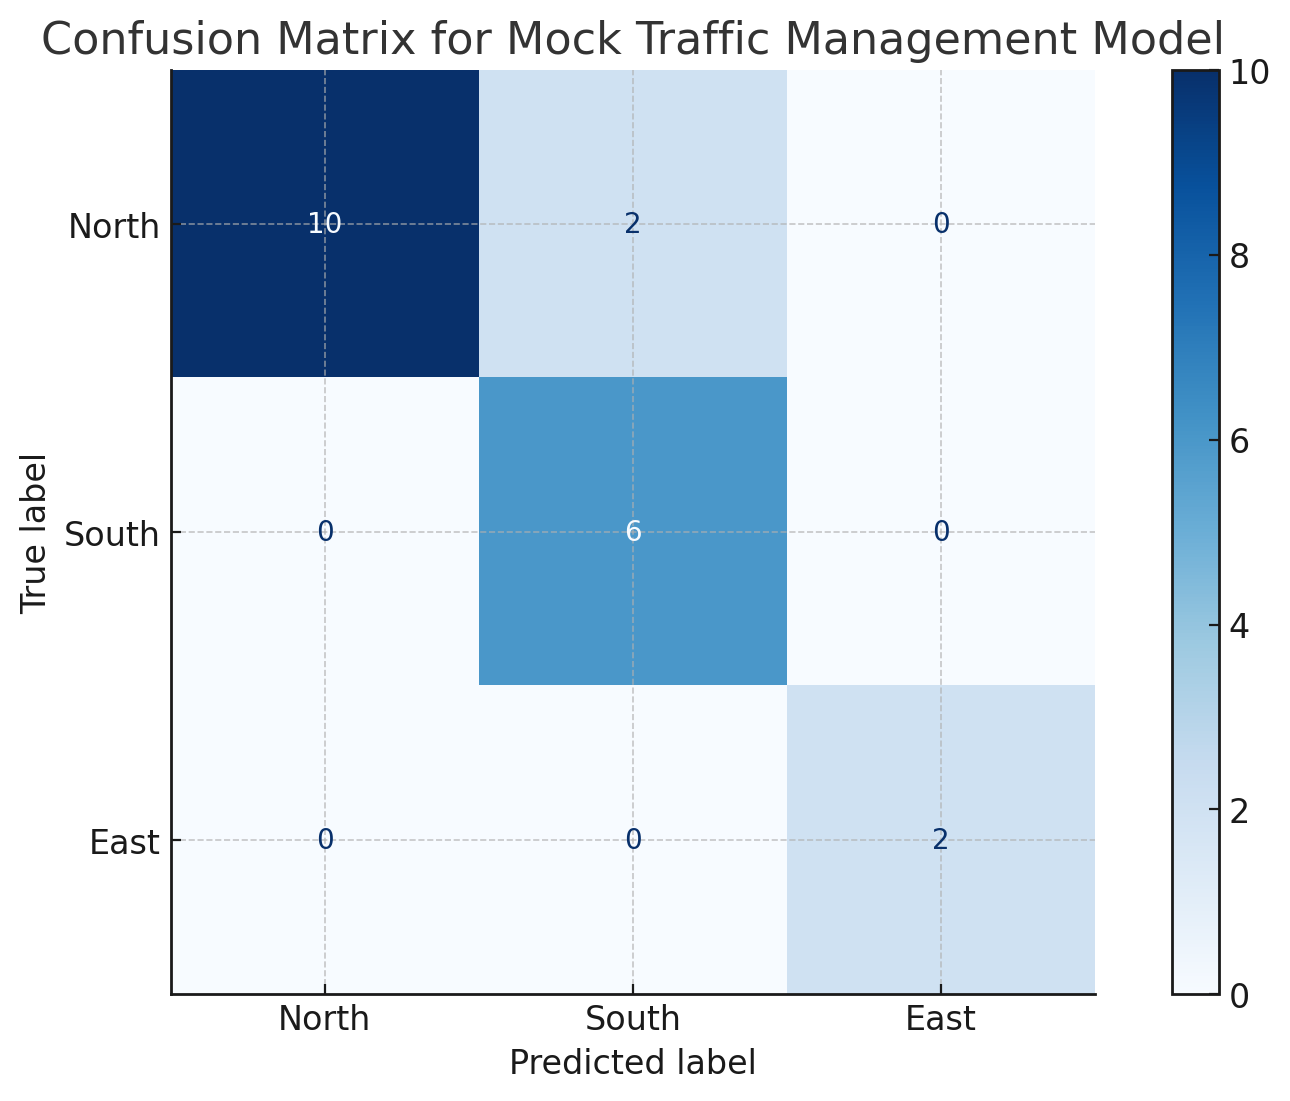 Confusion Matrix for Mock Traffic Management Model
True label
North
South
East
10 2 0
0 6 0
0 0 2
North South East
Predicted label
10
8
6
4
2
0